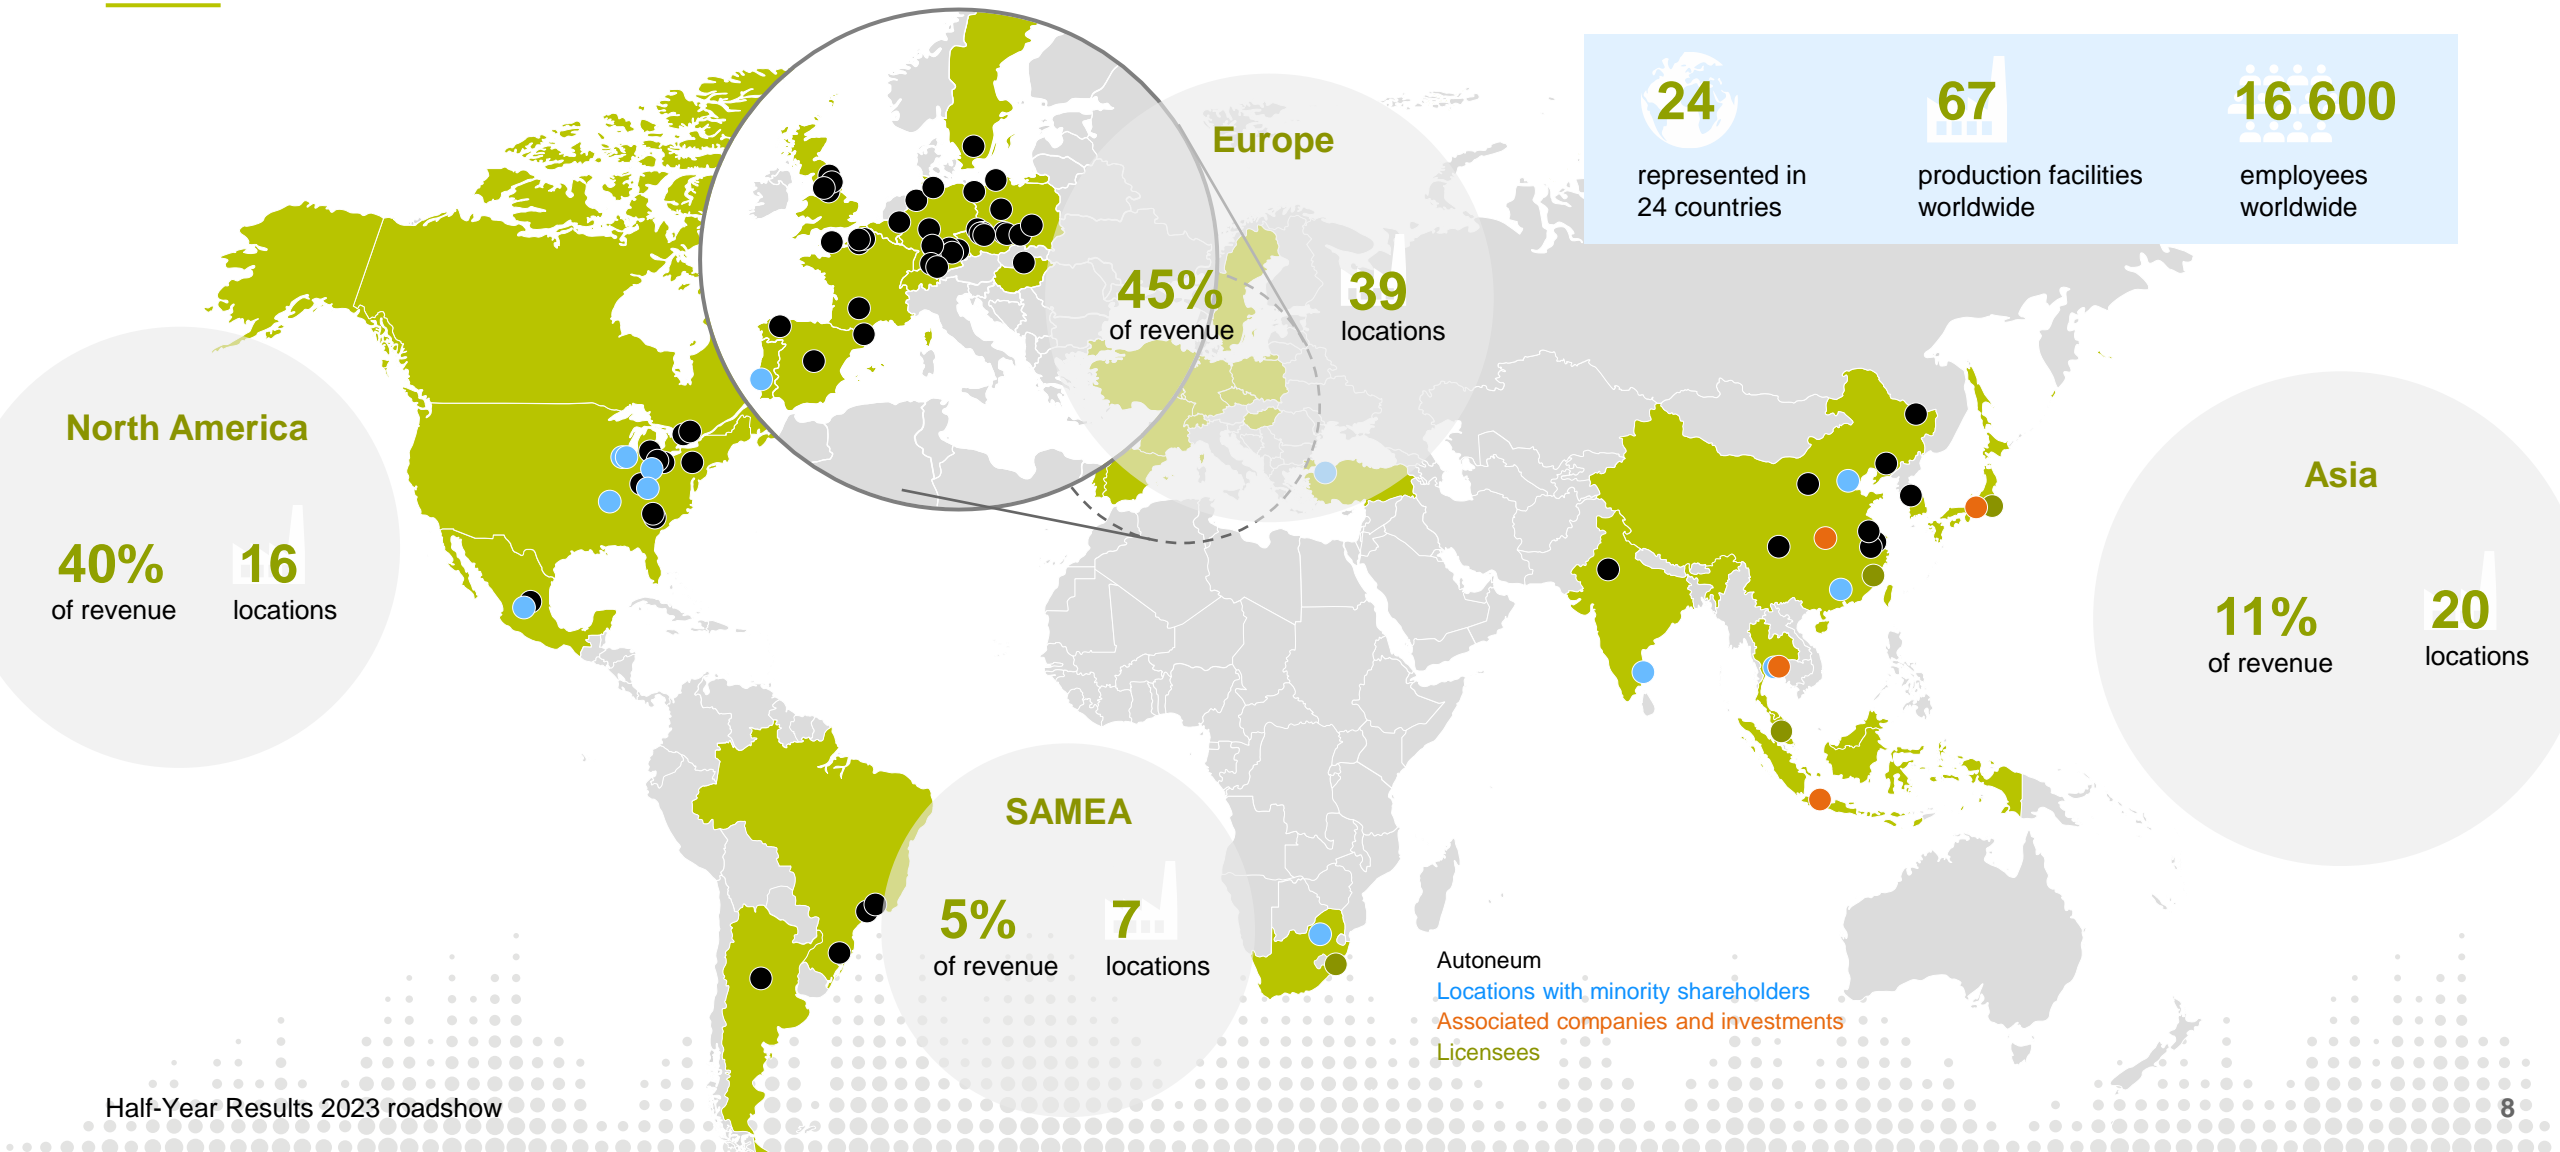 Europe
45%
of revenue
39
locations
24
represented in
24 countries
67
production facilities
worldwide
16 600
employees
worldwide
North America
40%
of revenue
16
locations
Asia
11%
of revenue
20
locations
SAMEA
5%
of revenue
7
locations
Autoneum
Locations with minority shareholders
Associated companies and investments
Licensees
Half-Year Results 2023 roadshow
8